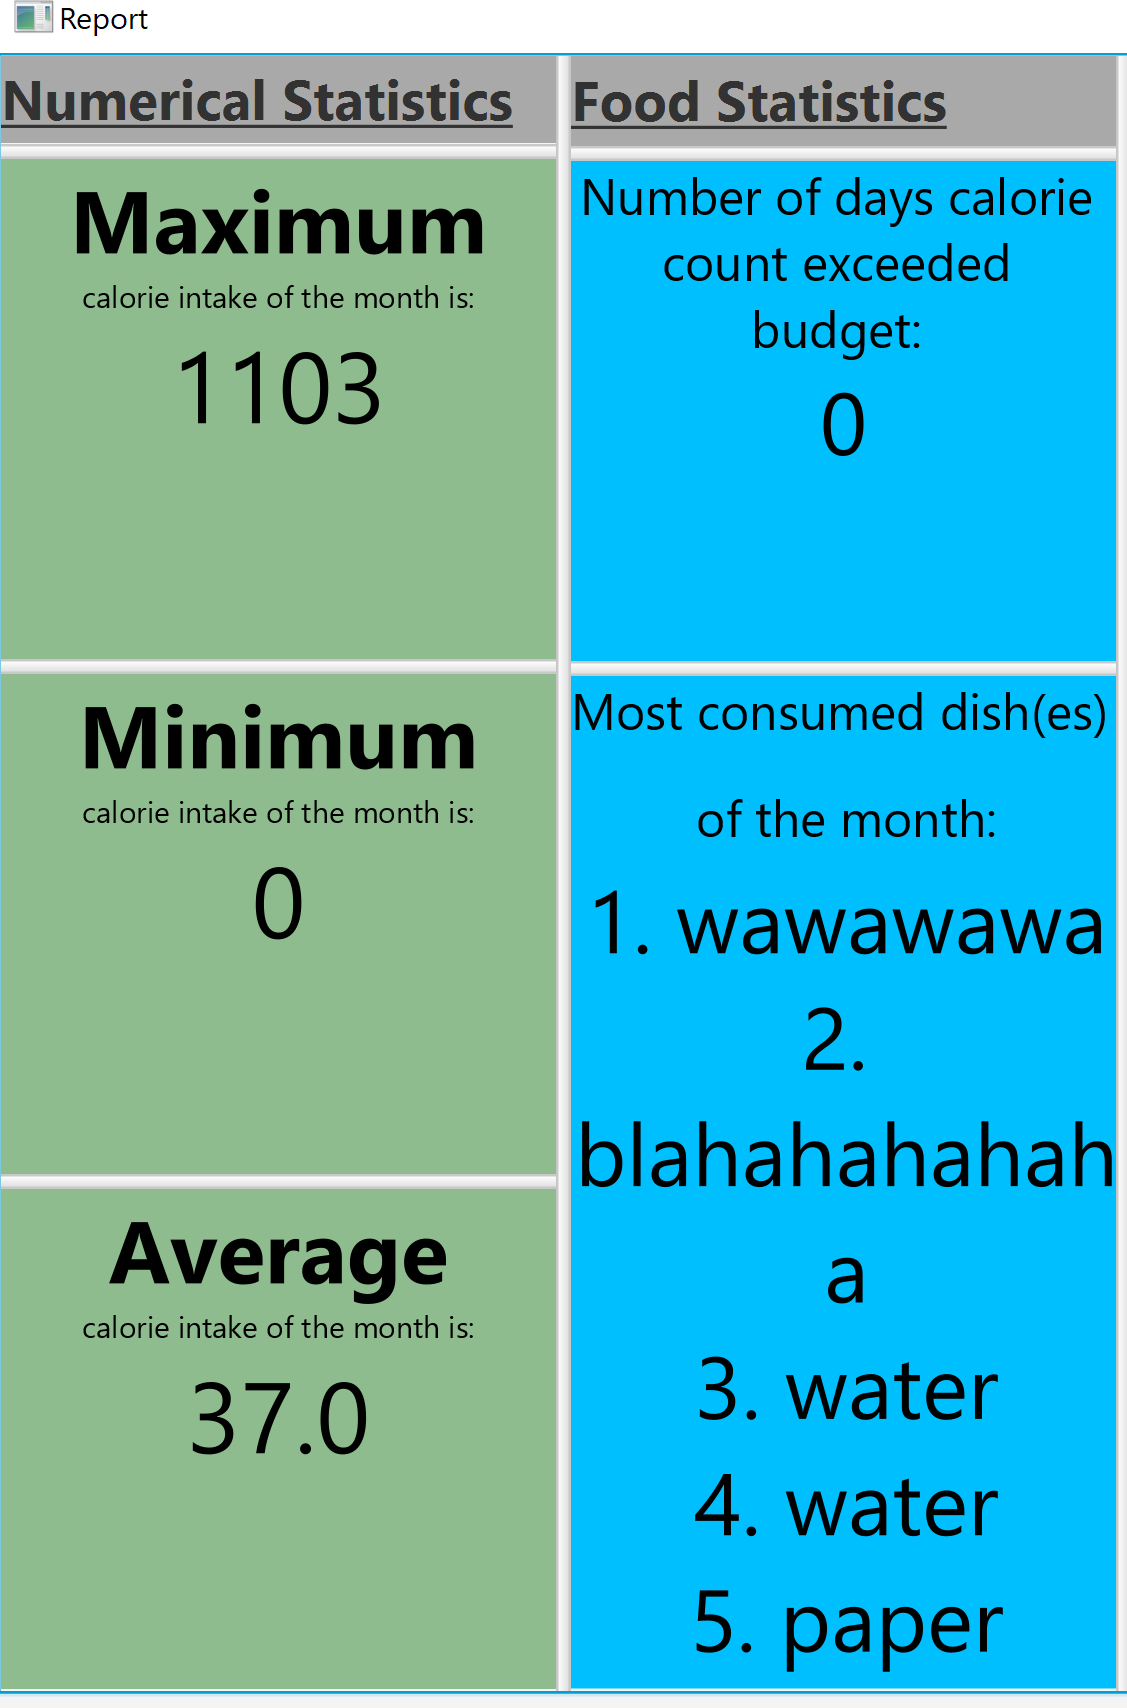 Report
Numerical Statistics
Maximum
calorie intake of the month is:
1103
Minimum
calorie intake of the month is:
0
Average
calorie intake of the month is:
37.0
Food Statistics
Number of days calorie
count exceeded
budget:
0
Most consumed dish(es)
of the month:
1. wawawawa
2.
blahahahahah
a
3. water
4. water
5. paper